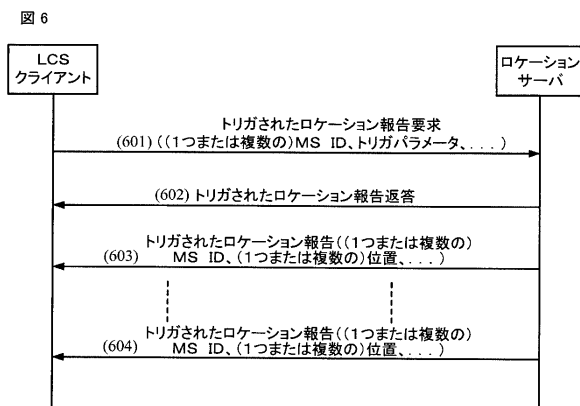 図 6
LCS
クライアント
ロケーション
サーバ
トリガされたロケーション報告要求
(601) ((1つまたは複数の)MS ID、トリガパラメータ、...)
(602) トリガされたロケーション報告返答
トリガされたロケーション報告((1つまたは複数の)
(603) MS ID、(1つまたは複数の)位置、...)
トリガされたロケーション報告((1つまたは複数の)
(604) MS ID、(1つまたは複数の)位置、...)